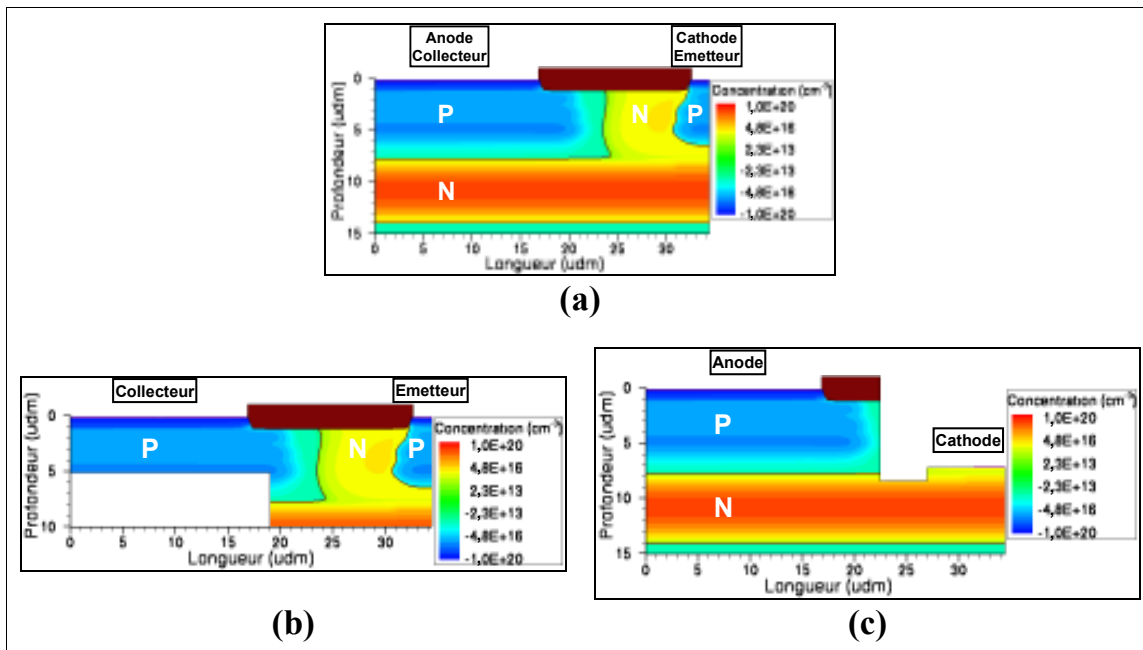 Anode
Collecteur
Cathode
Emetteur
Profondeur (udm)
0
5
10
15
P
N
P
N
0 5 10 15 20 25 30
Longueur (udm)
Concentration (cm⁻³)
1,0E+20
4,8E+16
2,3E+13
-2,3E+13
-4,8E+16
-1,0E+20
(a)
Collecteur
Emetteur
Profondeur (udm)
0
5
10
P
N
P
0 5 10 15 20 25 30
Longueur (udm)
Concentration (cm⁻³)
1,0E+20
4,8E+16
2,3E+13
-2,3E+13
-4,8E+16
-1,0E+20
(b)
Anode
Cathode
Profondeur (udm)
0
5
10
15
P
N
0 5 10 15 20 25 30
Longueur (udm)
Concentration (cm⁻³)
1,0E+20
4,8E+16
2,3E+13
-2,3E+13
-4,8E+16
-1,0E+20
(c)